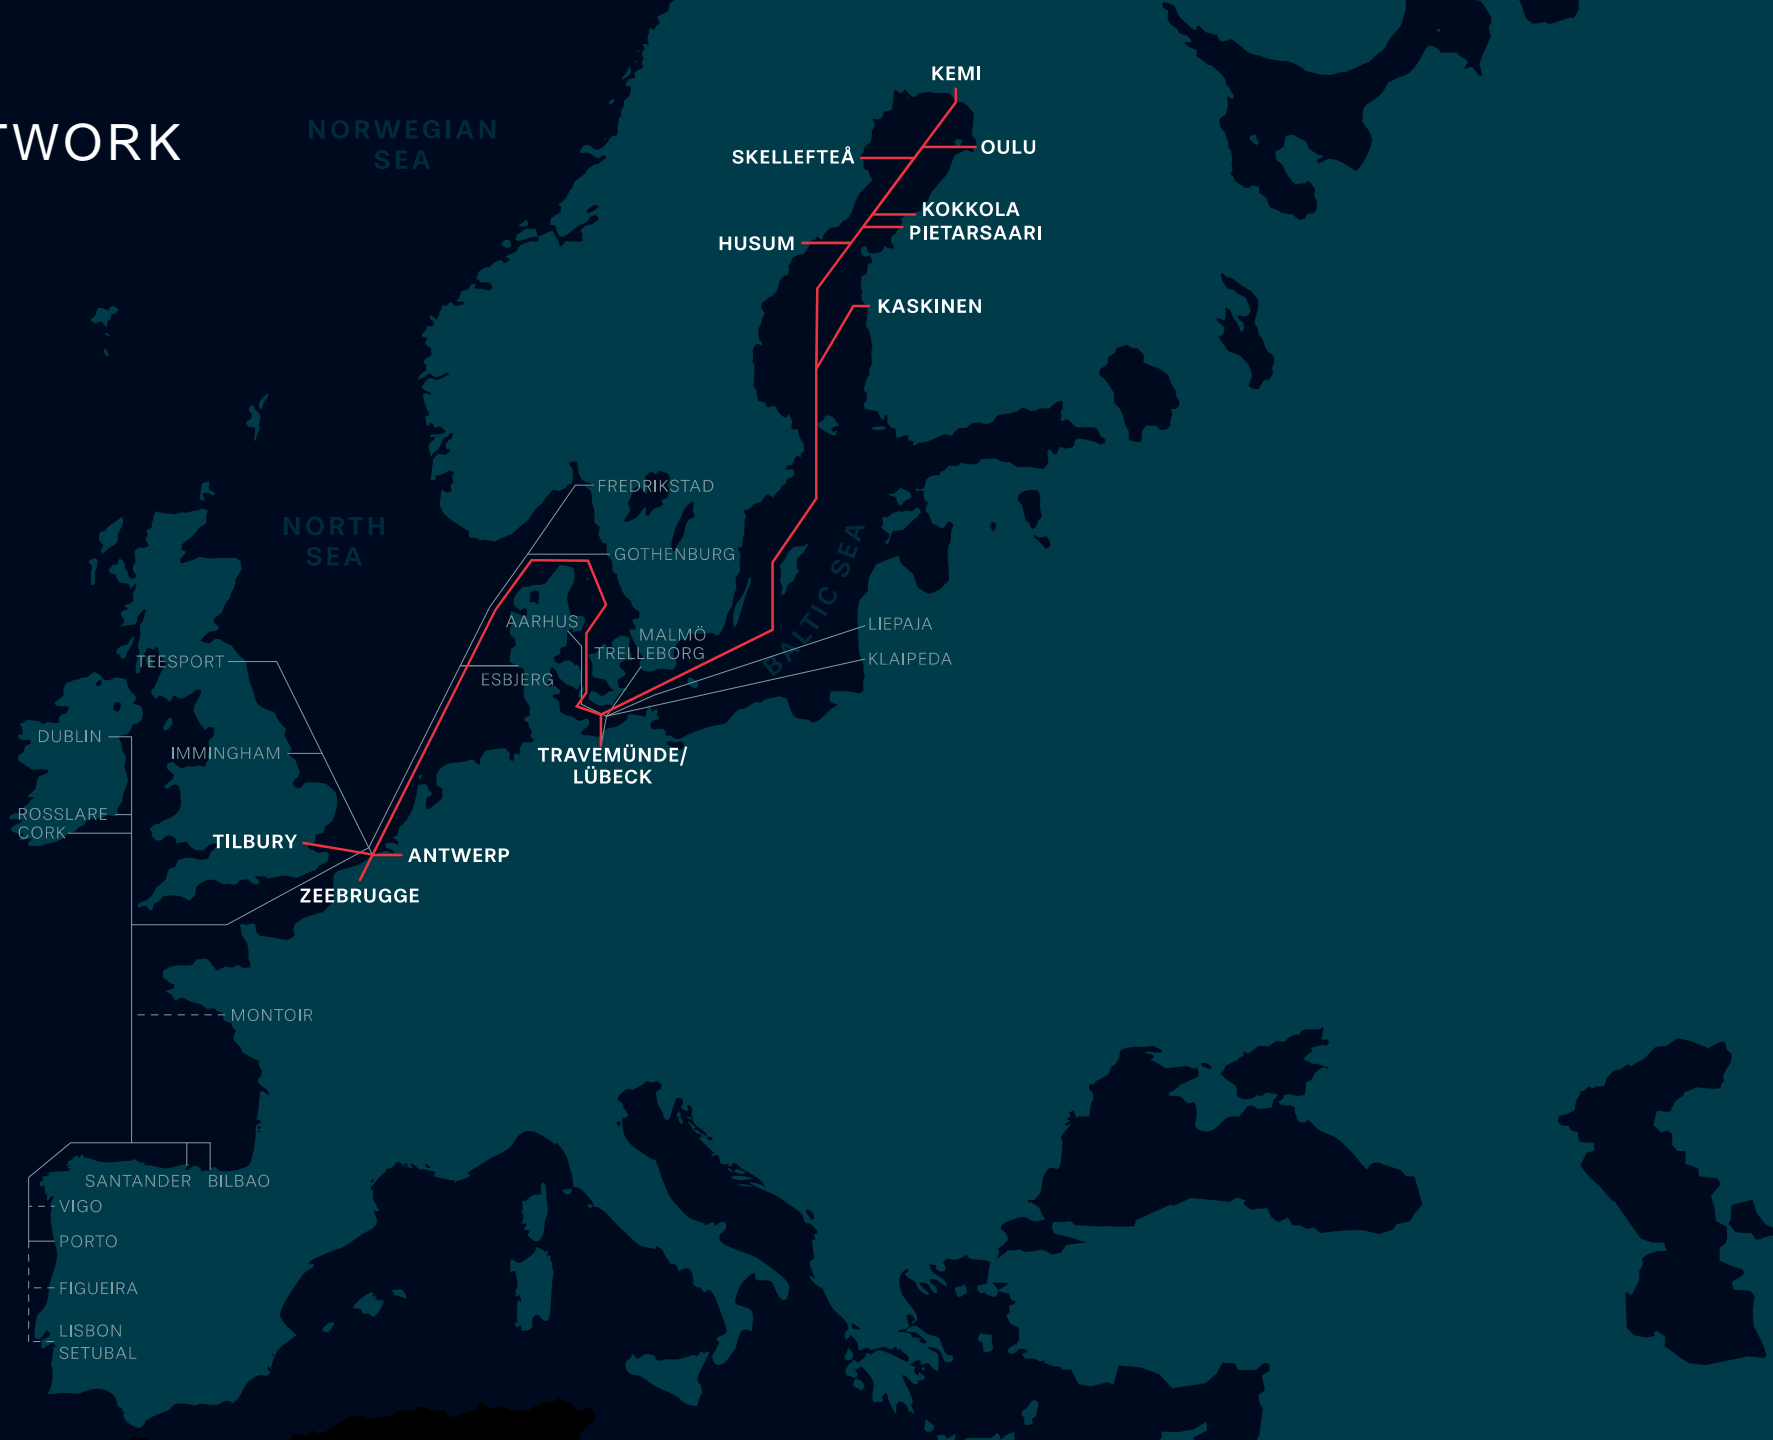 TWORK
NORWEGIAN
SEA
KEMI
SKELLEFTEÅ
OULU
KOKKOLA
PIETARSAARI
HUSUM
KASKINEN
FREDRIKSTAD
NORTH
SEA
GOTHENBURG
BALTIC SEA
AARHUS
MALMÖ
TRELLEBORG
LIEPAJA
KLAIPEDA
TEESPORT
ESBJERG
DUBLIN
IMMINGHAM
TRAVEMÜNDE/
LÜBECK
ROSSLARE
CORK
TILBURY
ANTWERP
ZEEBRUGGE
MONTOIR
SANTANDER
BILBAO
VIGO
PORTO
FIGUEIRA
LISBON
SETUBAL